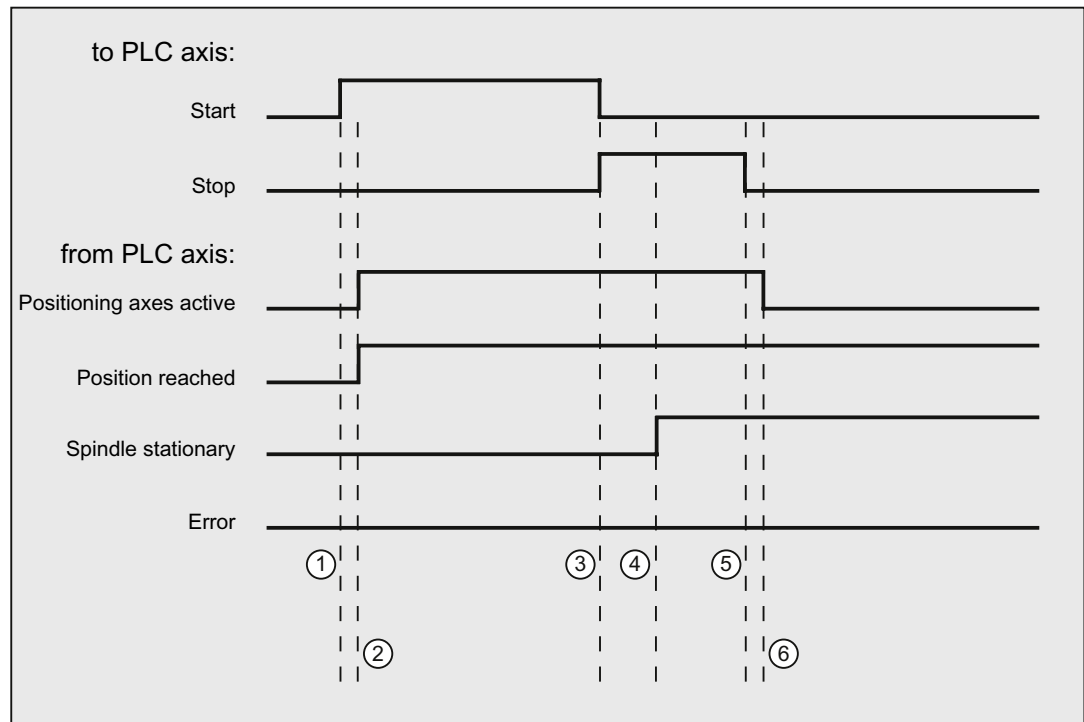 to PLC axis:
Start
Stop
from PLC axis:
Positioning axes active
Position reached
Spindle stationary
Error
1 3 4 5
2 6